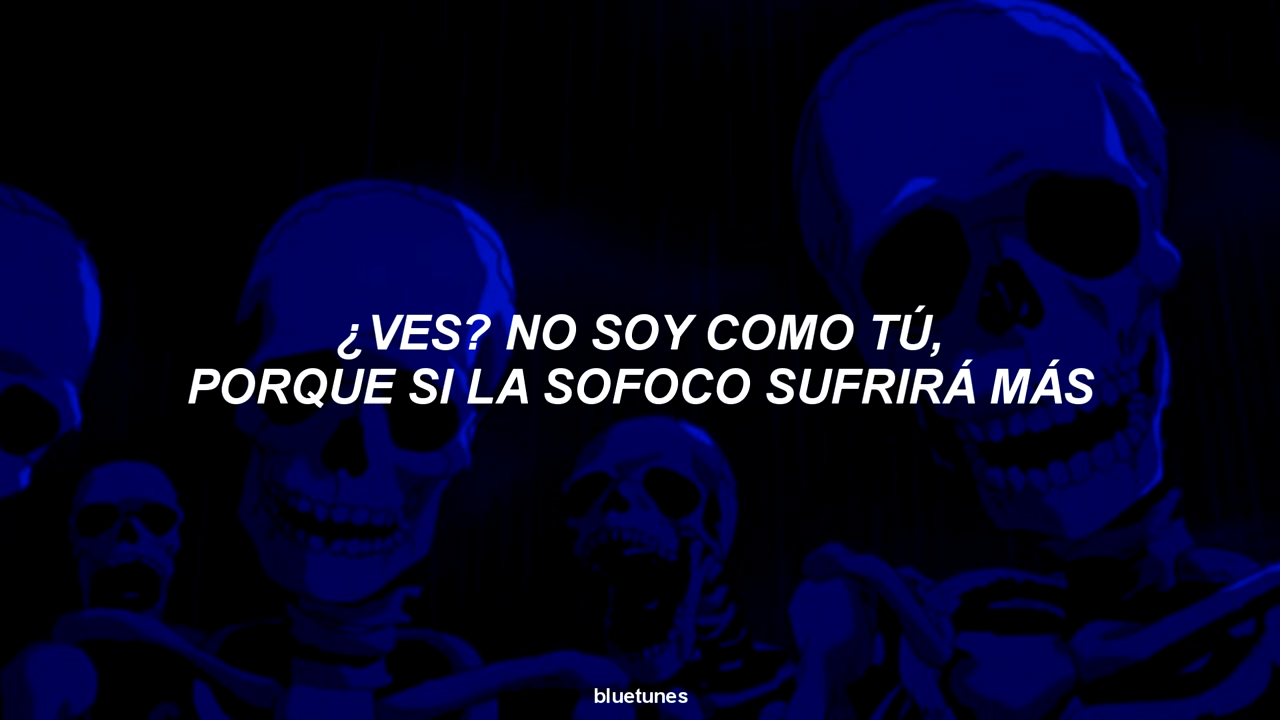 ¿VES? NO SOY COMO TÚ,
PORQUE SI LA SOFOCO SUFRIRÁ MÁS
bluetunes